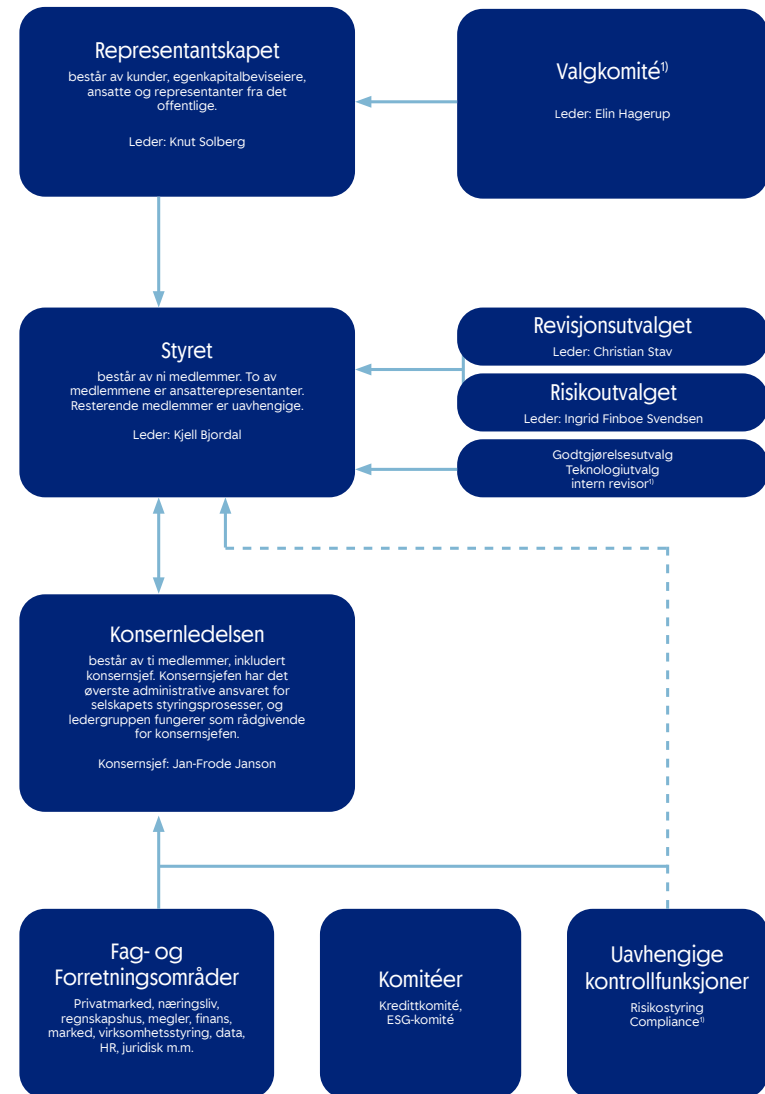 Representantskapet
består av kunder, egenkapitalbeviseiere,
ansatte og representanter fra det
offentlige.
Leder: Knut Solberg
Valgkomité¹⁾
Leder: Elin Hagerup
Styret
består av ni medlemmer. To av
medlemmene er ansatterepresentanter.
Resterende medlemmer er uavhengige.
Leder: Kjell Bjordal
Revisjonsutvalget
Leder: Christian Stav
Risikoutvalget
Leder: Ingrid Finboe Svendsen
Godtgjørelsesutvalg
Teknologiutvalg
intern revisor¹⁾
Konsernledelsen
består av ti medlemmer, inkludert
konsernsjef. Konsernsjefen har det
øverste administrative ansvaret for
selskapets styringsprosesser, og
ledergruppen fungerer som rådgivende
for konsernsjefen.
Konsernsjef: Jan-Frode Janson
Fag- og
Forretningsområder
Privatmarked, næringsliv,
regnskapshus, megler, finans,
marked, virksomhetsstyring, data,
HR, juridisk m.m.
Komitéer
Kredittkomité,
ESG-komité
Uavhengige
kontrollfunksjoner
Risikostyring
Compliance¹⁾